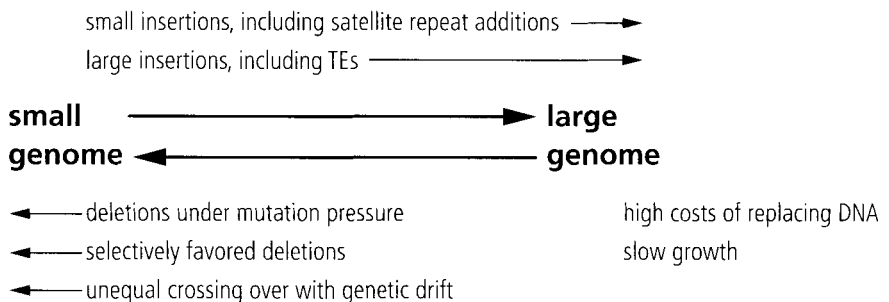 small insertions, including satellite repeat additions
large insertions, including TEs
small large
genome genome
deletions under mutation pressure high costs of replacing DNA
selectively favored deletions slow growth
unequal crossing over with genetic drift